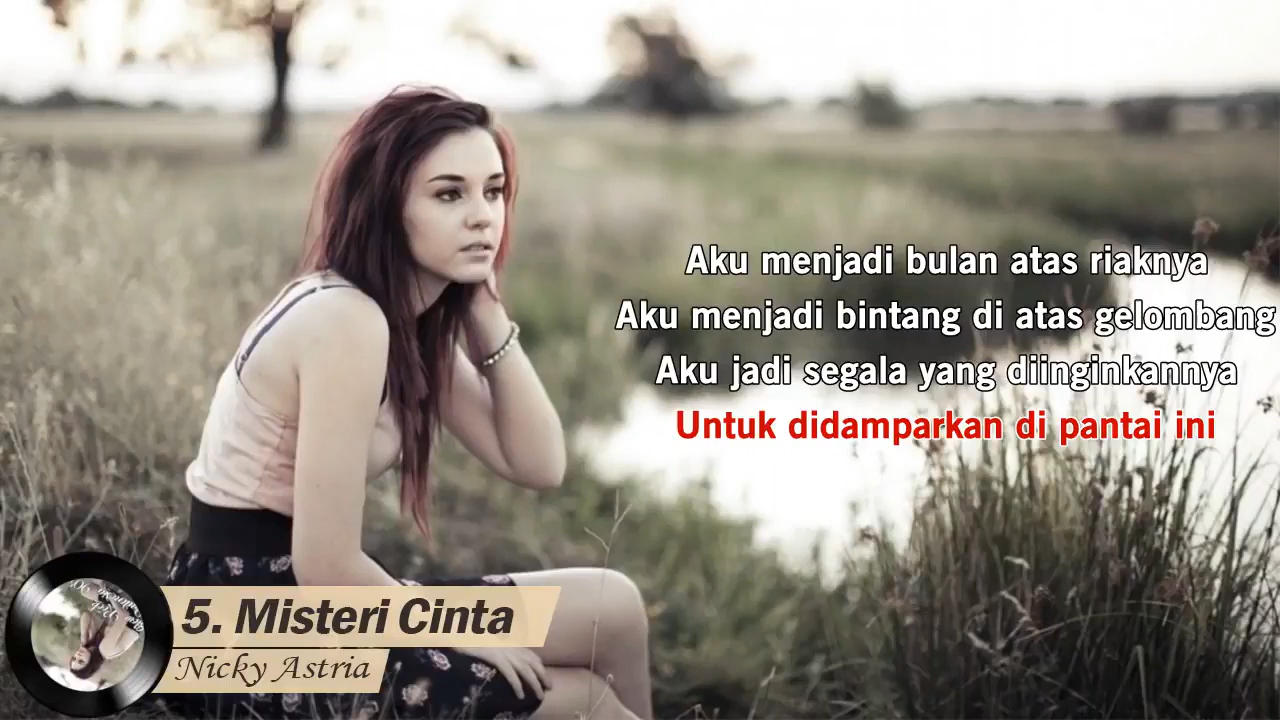 Aku menjadi bulan atas riaknya
Aku menjadi bintang di atas gelombang
Aku jadi segala yang diinginkannya
Untuk didamparkan di pantai ini
5. Misteri Cinta
Nicky Astria